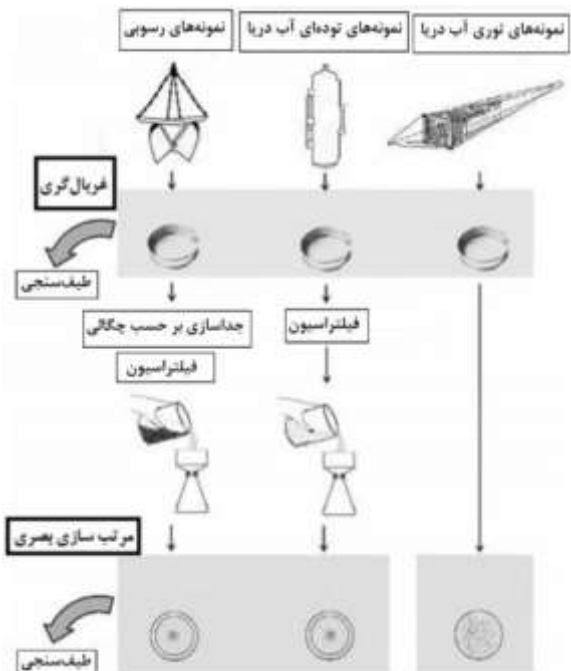 نمونه‌های توری آب دریا
نمونه‌های توده‌ای آب دریا
نمونه‌های رسوبی
غربال‌گری
طیف‌سنجی
فیلتراسیون
جداسازی بر حسب چگالی
فیلتراسیون
مرتب سازی بصری
طیف‌سنجی